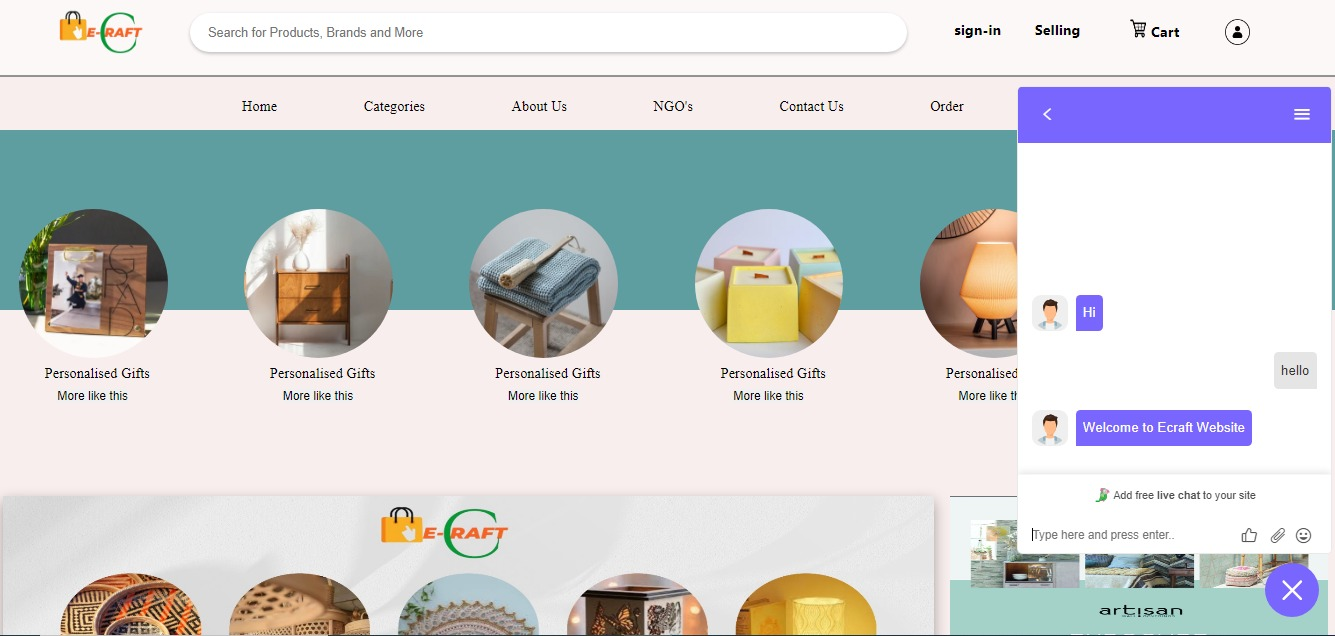 E-CRAFT
Search for Products, Brands and More
sign-in
Selling
Cart
Home
Categories
About Us
NGO's
Contact Us
Order
Personalised Gifts
More like this
Personalised Gifts
More like this
Personalised Gifts
More like this
Personalised Gifts
More like this
Personalised
More like th
Hi
hello
Welcome to Ecraft Website
Add free live chat to your site
Type here and press enter..
E-CRAFT
artisan